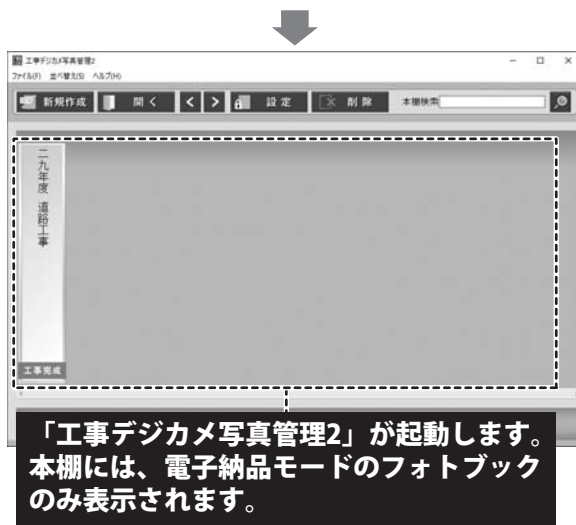 工事デジカメ写真管理2
ファイル(F) 並べ替え(S) ヘルプ(H)
新規作成 開く < > 設定 削除 本棚検索
二九年度 道路工事
工事完成
「工事デジカメ写真管理2」が起動します。
本棚には、電子納品モードのフォトブック
のみ表示されます。